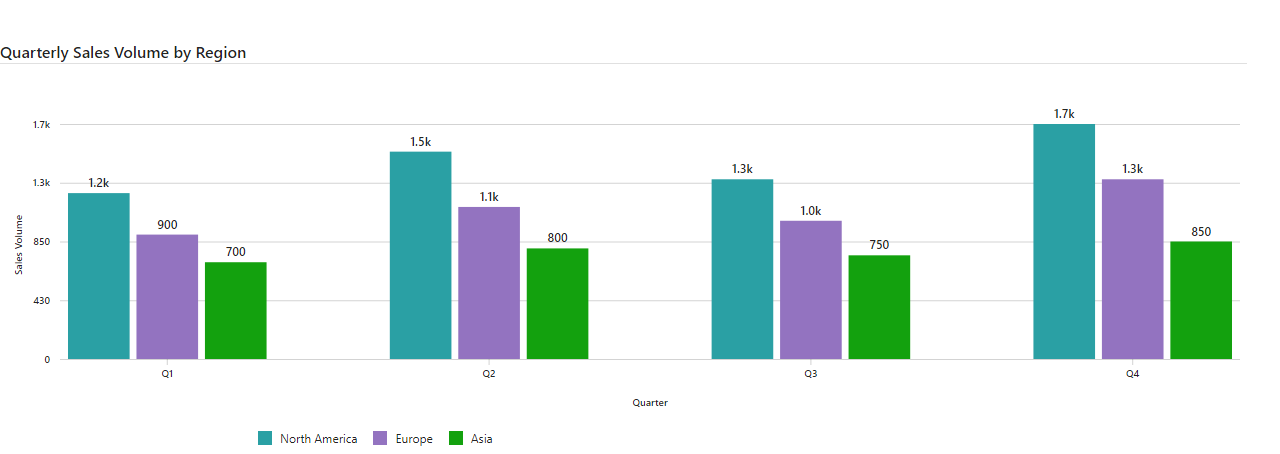 Quarterly Sales Volume by Region
1.7k
1.7k
1.5k
1.3k
1.2k
1.3k
1.3k
1.1k
900
1.0k
850
850
800
750
700
430
0
Sales Volume
Q1 Q2 Q3 Q4
Quarter
North America Europe Asia